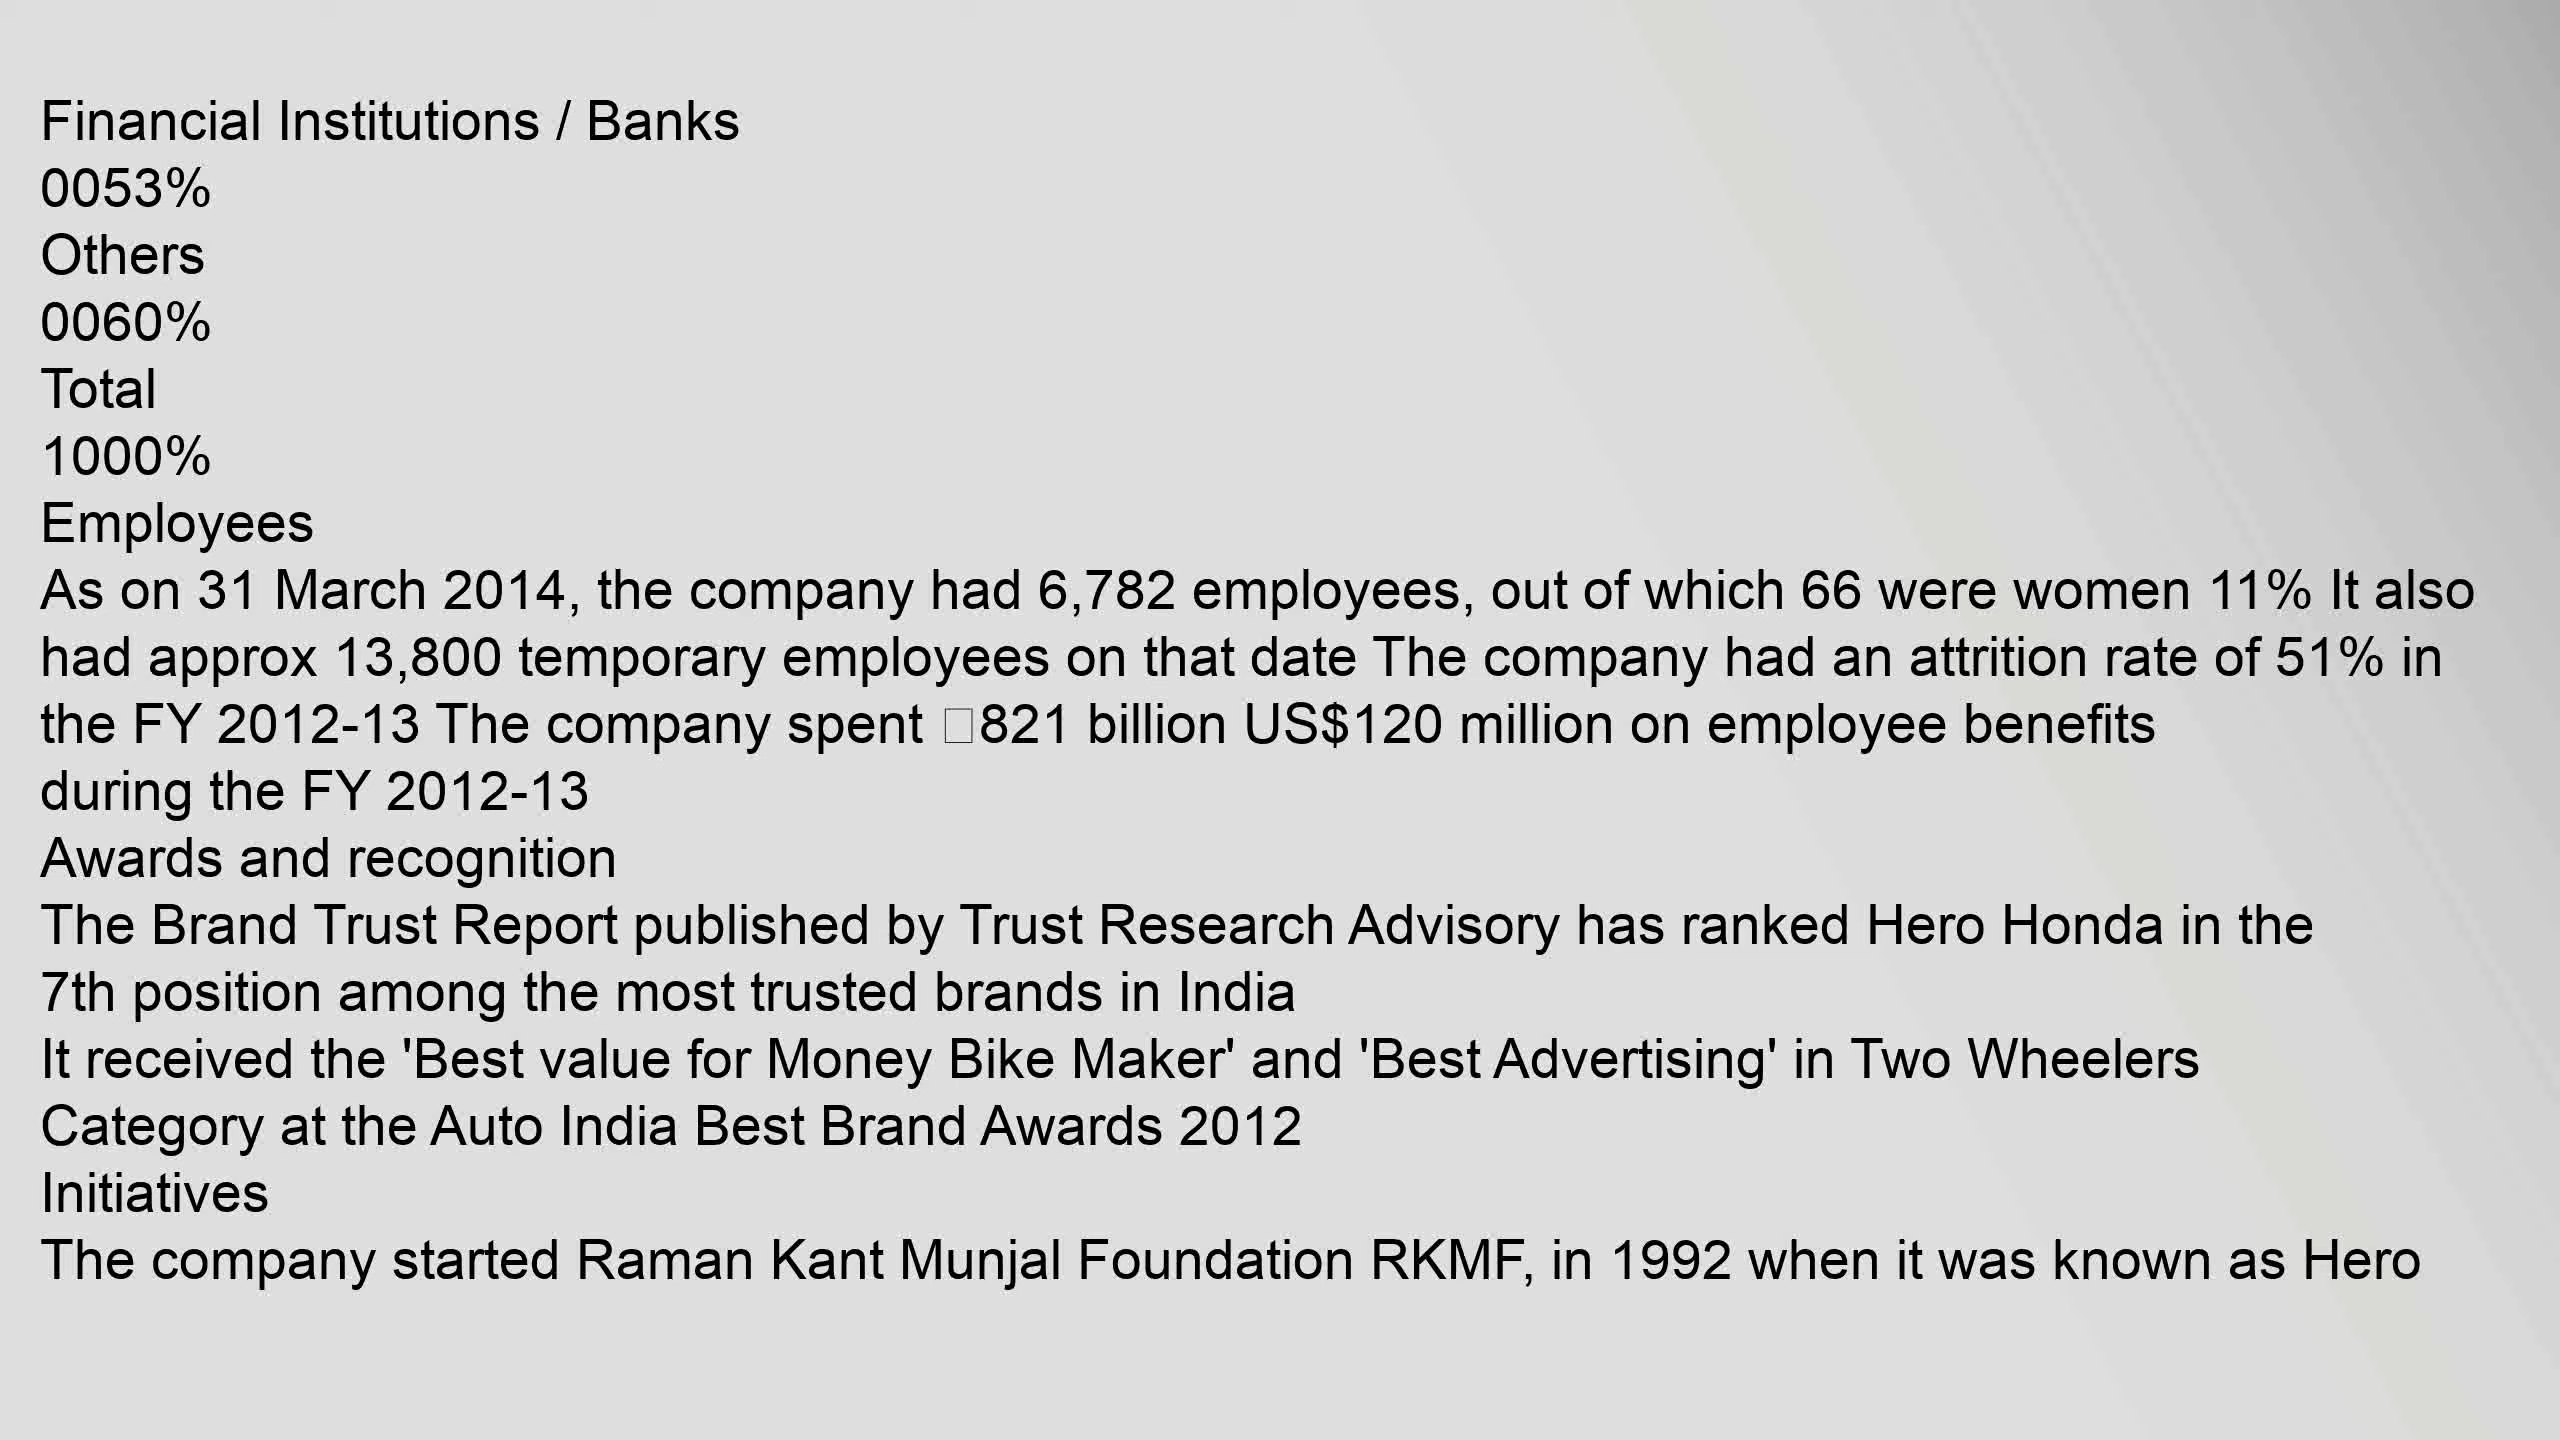 Financial Institutions / Banks
0053%
Others
0060%
Total
1000%
Employees
As on 31 March 2014, the company had 6,782 employees, out of which 66 were women 11% It also
had approx 13,800 temporary employees on that date The company had an attrition rate of 51% in
the FY 2012-13 The company spent □821 billion US$120 million on employee benefits
during the FY 2012-13
Awards and recognition
The Brand Trust Report published by Trust Research Advisory has ranked Hero Honda in the
7th position among the most trusted brands in India
It received the 'Best value for Money Bike Maker' and 'Best Advertising' in Two Wheelers
Category at the Auto India Best Brand Awards 2012
Initiatives
The company started Raman Kant Munjal Foundation RKMF, in 1992 when it was known as Hero